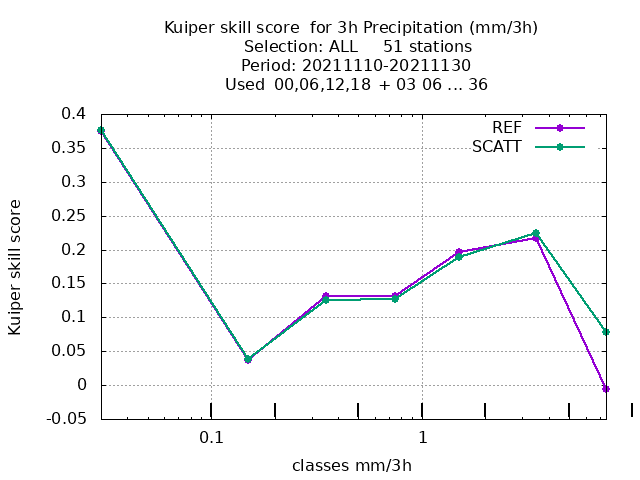 Kuiper skill score  for 3h Precipitation (mm/3h)
Selection: ALL     51 stations
Period: 20211110-20211130
Used  00,06,12,18  + 03 06 ... 36
REF
SCATT
0.4
0.35
0.3
0.25
0.2
0.15
0.1
0.05
0
-0.05
Kuiper skill score
0.1
1
classes mm/3h